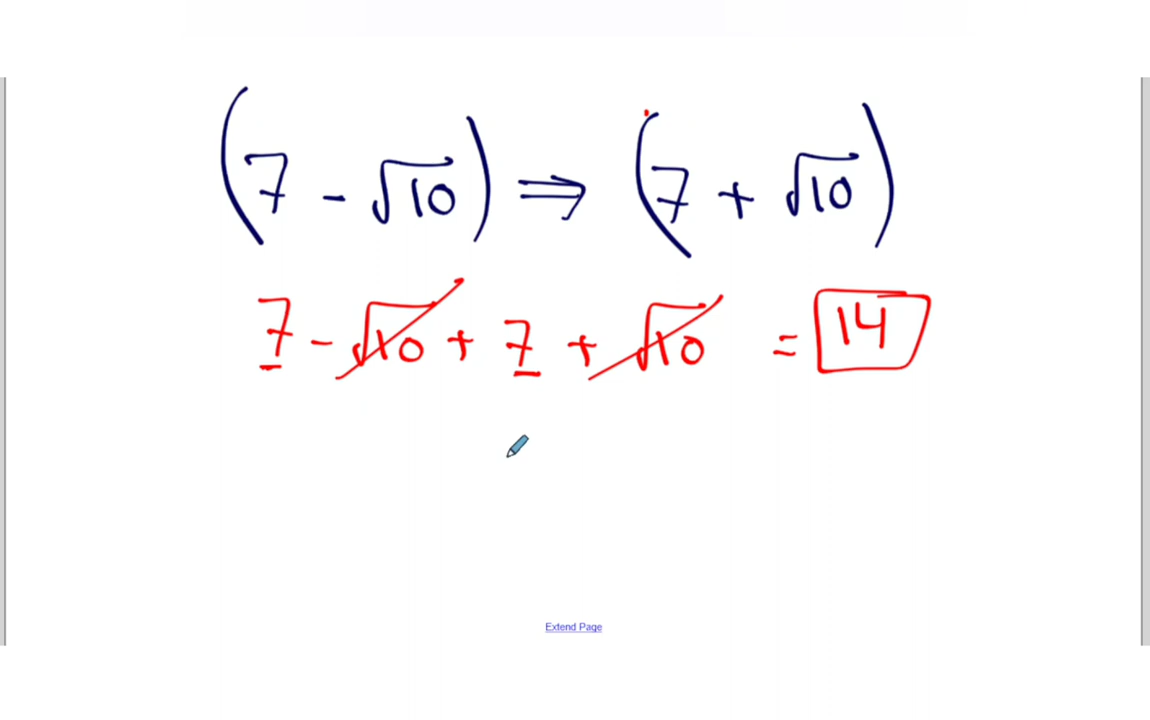 (7 - √10) ⇒ (7 + √10)
7 - √10 + 7 + √10 = 14
Extend Page